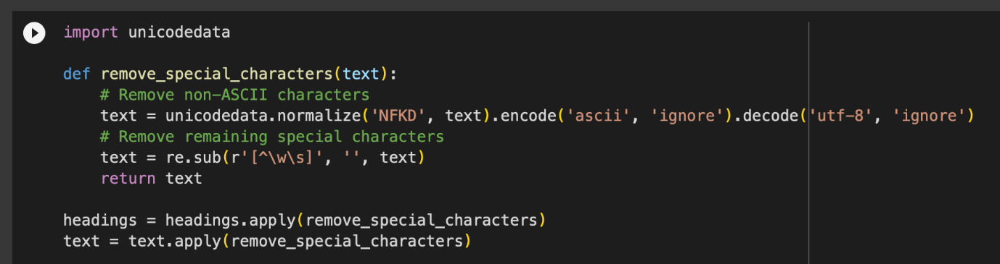 import unicodedata
def remove_special_characters(text):
# Remove non-ASCII characters
text = unicodedata.normalize('NFKD', text).encode('ascii', 'ignore').decode('utf-8', 'ignore')
# Remove remaining special characters
text = re.sub(r'[^\w\s]', '', text)
return text
headings = headings.apply(remove_special_characters)
text = text.apply(remove_special_characters)